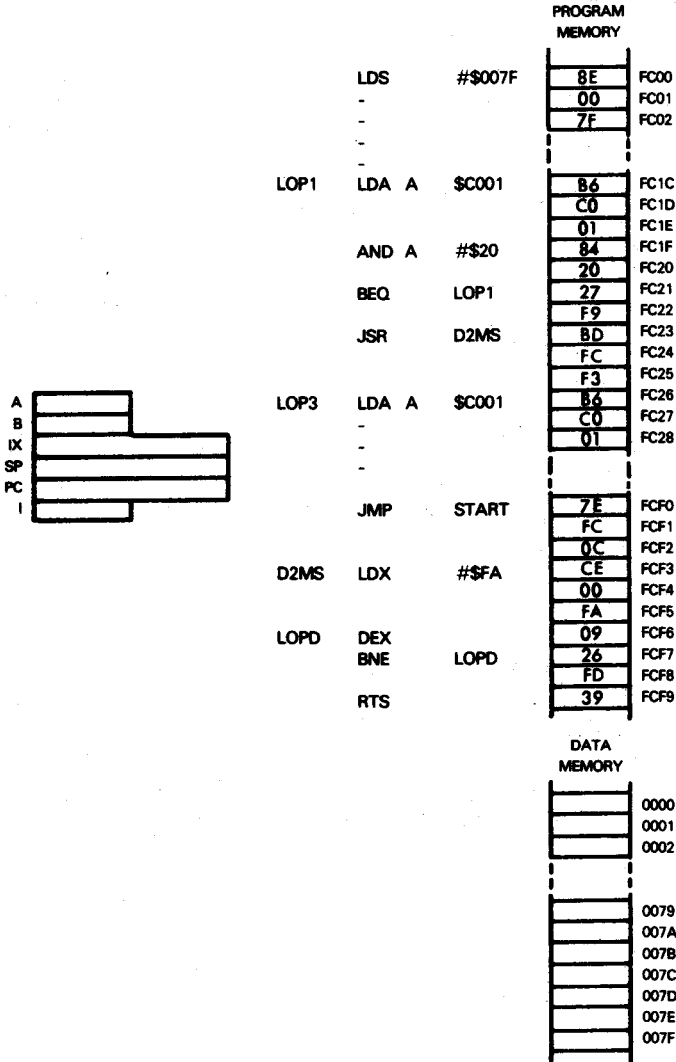 PROGRAM
MEMORY
LDS #$007F 8E FC00
- 00 FC01
- 7F FC02
-
-
LOP1 LDA A $C001 B6 FC1C
C0 FC1D
01 FC1E
AND A #$20 84 FC1F
20 FC20
BEQ LOP1 27 FC21
F9 FC22
JSR D2MS BD FC23
FC FC24
F3 FC25
A LOP3 LDA A $C001 B6 FC26
B - C0 FC27
IX - 01 FC28
SP -
PC
I JMP START 7E FCF0
FC FCF1
0C FCF2
D2MS LDX #$FA CE FCF3
00 FCF4
FA FCF5
LOPD DEX 09 FCF6
BNE LOPD 26 FCF7
FD FCF8
RTS 39 FCF9
DATA
MEMORY
0000
0001
0002
0079
007A
007B
007C
007D
007E
007F